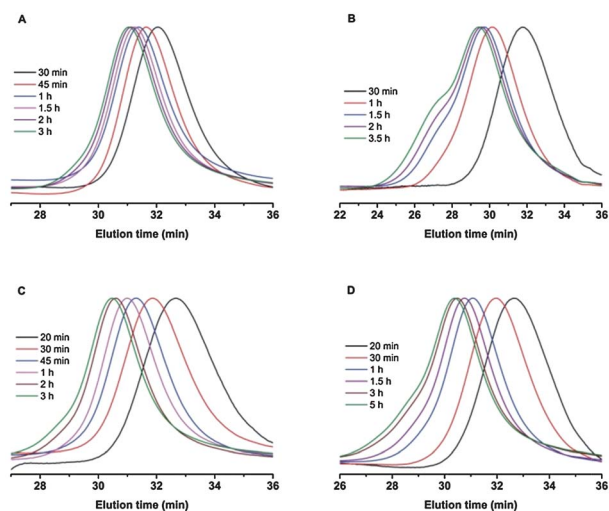 A
30 min
45 min
1 h
1.5 h
2 h
3 h
28 30 32 34 36
Elution time (min)
B
30 min
1 h
1.5 h
2 h
3.5 h
22 24 26 28 30 32 34 36
Elution time (min)
C
20 min
30 min
45 min
1 h
2 h
3 h
28 30 32 34 36
Elution time (min)
D
20 min
30 min
1 h
1.5 h
3 h
5 h
26 28 30 32 34 36
Elution time (min)